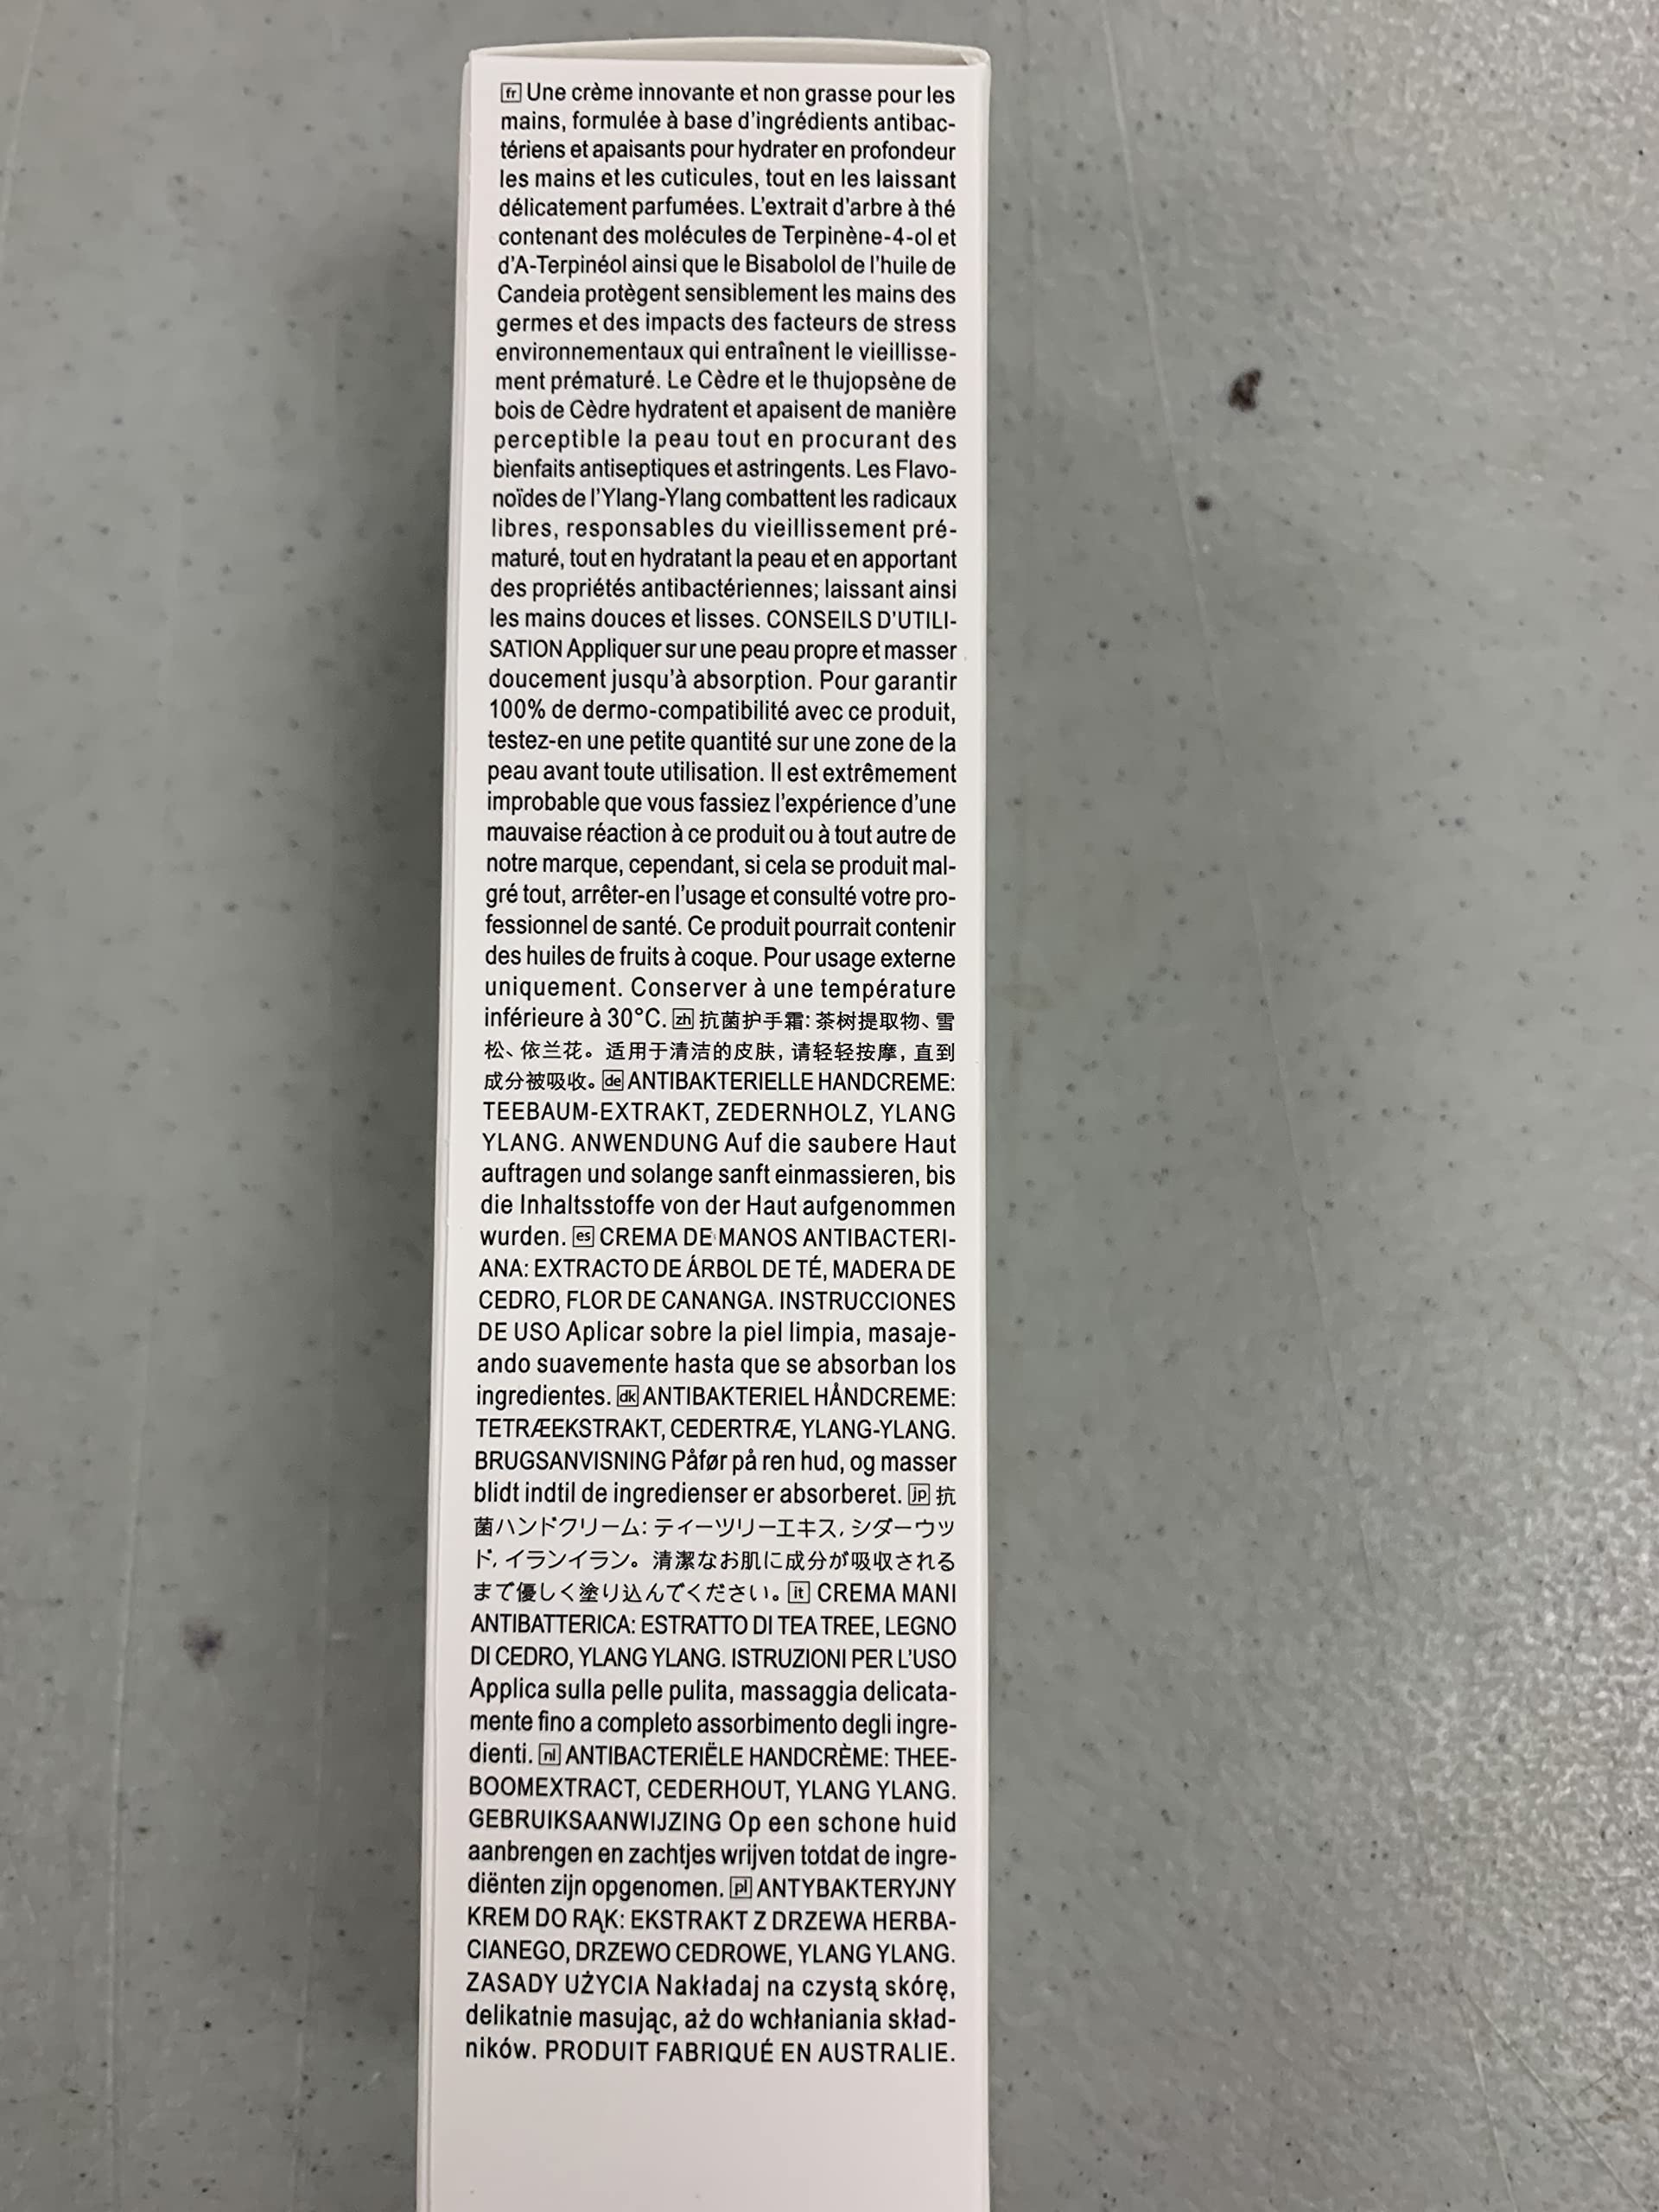 fr Une crème innovante et non grasse pour les
mains, formulée à base d'ingrédients antibac-
tériens et apaisants pour hydrater en profondeur
les mains et les cuticules, tout en les laissant
délicatement parfumées. L'extrait d'arbre à thé
contenant des molécules de Terpinène-4-ol et
d'A-Terpinéol ainsi que le Bisabolol de l'huile de
Candeia protègent sensiblement les mains des
germes et des impacts des facteurs de stress
environnementaux qui entraînent le vieillisse-
ment prématuré. Le Cèdre et le thujopsène de
bois de Cèdre hydratent et apaisent de manière
perceptible la peau tout en procurant des
bienfaits antiseptiques et astringents. Les Flavo-
noïdes de l'Ylang-Ylang combattent les radicaux
libres, responsables du vieillissement pré-
maturé, tout en hydratant la peau et en apportant
des propriétés antibactériennes; laissant ainsi
les mains douces et lisses. CONSEILS D'UTILI-
SATION Appliquer sur une peau propre et masser
doucement jusqu'à absorption. Pour garantir
100% de dermo-compatibilité avec ce produit,
testez-en une petite quantité sur une zone de la
peau avant toute utilisation. Il est extrêmement
improbable que vous fassiez l'expérience d'une
mauvaise réaction à ce produit ou à tout autre de
notre marque, cependant, si cela se produit mal-
gré tout, arrêter-en l'usage et consulté votre pro-
fessionnel de santé. Ce produit pourrait contenir
des huiles de fruits à coque. Pour usage externe
uniquement. Conserver à une température
inférieure à 30°C. zh 抗菌护手霜: 茶树提取物、雪
松、依兰花。适用于清洁的皮肤, 请轻轻按摩, 直到
成分被吸收。de ANTIBAKTERIELLE HANDCREME:
TEEBAUM-EXTRAKT, ZEDERNHOLZ, YLANG
YLANG. ANWENDUNG Auf die saubere Haut
auftragen und solange sanft einmassieren, bis
die Inhaltsstoffe von der Haut aufgenommen
wurden. es CREMA DE MANOS ANTIBACTERI-
ANA: EXTRACTO DE ÁRBOL DE TÉ, MADERA DE
CEDRO, FLOR DE CANANGA. INSTRUCCIONES
DE USO Aplicar sobre la piel limpia, masaje-
ando suavemente hasta que se absorban los
ingredientes. dk ANTIBAKTERIEL HÅNDCREME:
TETRÆEKSTRAKT, CEDERTRÆ, YLANG-YLANG.
BRUGSANVISNING Påfør på ren hud, og masser
blidt indtil de ingredienser er absorberet. jp 抗
菌ハンドクリーム: ティーツリーエキス, シダーウッ
ド, イランイラン。清潔なお肌に成分が吸収される
まで優しく塗り込んでください。it CREMA MANI
ANTIBATTERICA: ESTRATTO DI TEA TREE, LEGNO
DI CEDRO, YLANG YLANG. ISTRUZIONI PER L'USO
Applica sulla pelle pulita, massaggia delicata-
mente fino a completo assorbimento degli ingre-
dienti. nl ANTIBACTERIËLE HANDCRÈME: THEE-
BOOMEXTRACT, CEDERHOUT, YLANG YLANG.
GEBRUIKSAANWIJZING Op een schone huid
aanbrengen en zachtjes wrijven totdat de ingre-
diënten zijn opgenomen. pl ANTYBAKTERYJNY
KREM DO RĄK: EKSTRAKT Z DRZEWA HERBA-
CIANEGO, DRZEWO CEDROWE, YLANG YLANG.
ZASADY UŻYCIA Nakładaj na czystą skórę,
delikatnie masując, aż do wchłaniania skład-
ników. PRODUIT FABRIQUÉ EN AUSTRALIE.